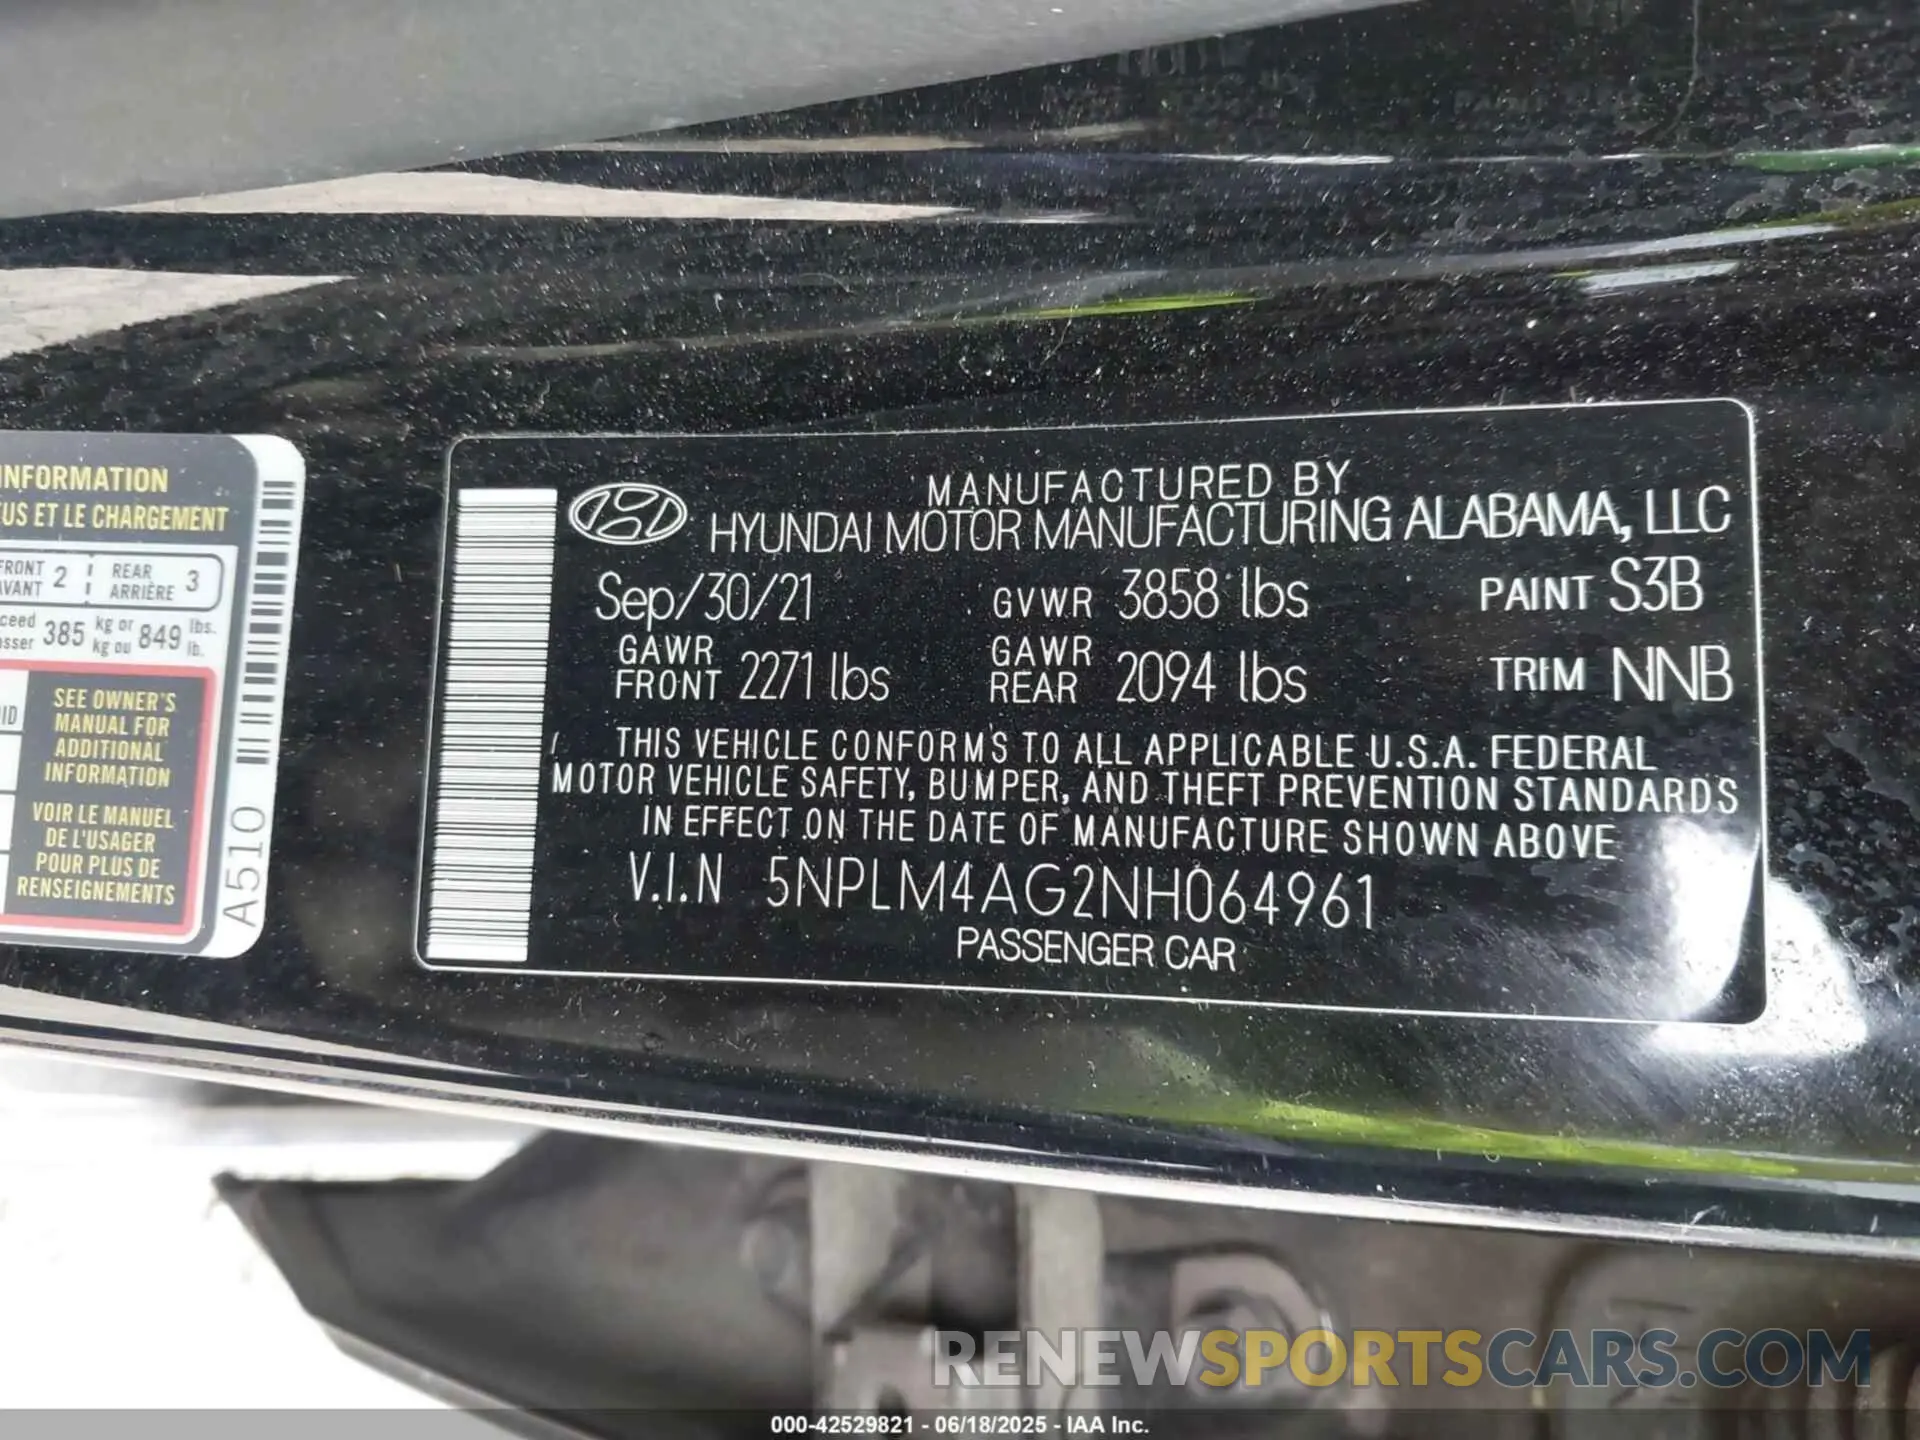 INFORMATION
EUS ET LE CHARGEMENT
FRONT 2 REAR 3
AVANT ARRIÈRE
385 kg or 849 lbs.
kg ou lb.
SEE OWNER'S
MANUAL FOR
ADDITIONAL
INFORMATION
VOIR LE MANUEL
DE L'USAGER
POUR PLUS DE
RENSEIGNEMENTS
A510
MANUFACTURED BY
HYUNDAI MOTOR MANUFACTURING ALABAMA, LLC
Sep/30/21 GVWR 3858 lbs PAINT S3B
GAWR FRONT 2271 lbs GAWR REAR 2094 lbs TRIM NNB
THIS VEHICLE CONFORMS TO ALL APPLICABLE U.S.A. FEDERAL
MOTOR VEHICLE SAFETY, BUMPER, AND THEFT PREVENTION STANDARDS
IN EFFECT ON THE DATE OF MANUFACTURE SHOWN ABOVE
V.I.N 5NPLM4AG2NH064961
PASSENGER CAR
RENEWSPORTSCARS.COM
000-42529821 - 06/18/2025 - IAA Inc.